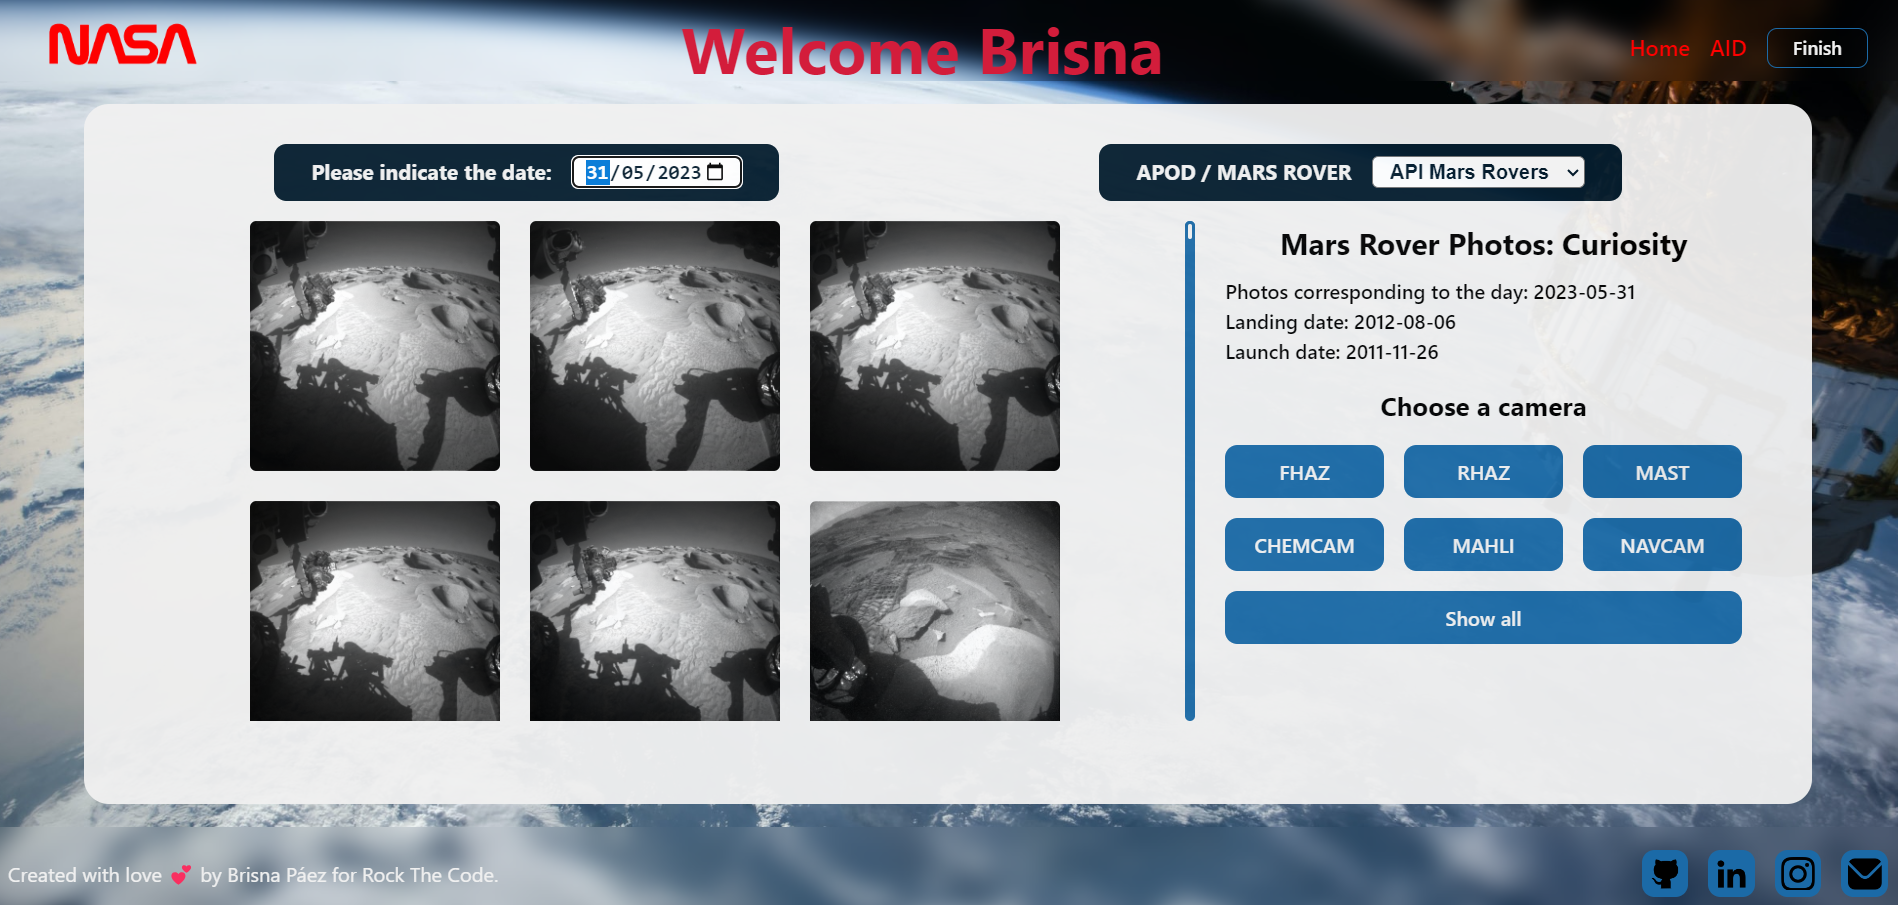 NASA
Welcome Brisna
Home AID Finish
Please indicate the date: 31/05/2023
APOD / MARS ROVER API Mars Rovers
Mars Rover Photos: Curiosity
Photos corresponding to the day: 2023-05-31
Landing date: 2012-08-06
Launch date: 2011-11-26
Choose a camera
FHAZ RHAZ MAST
CHEMCAM MAHLI NAVCAM
Show all
Created with love 💕 by Brisna Páez for Rock The Code.
in